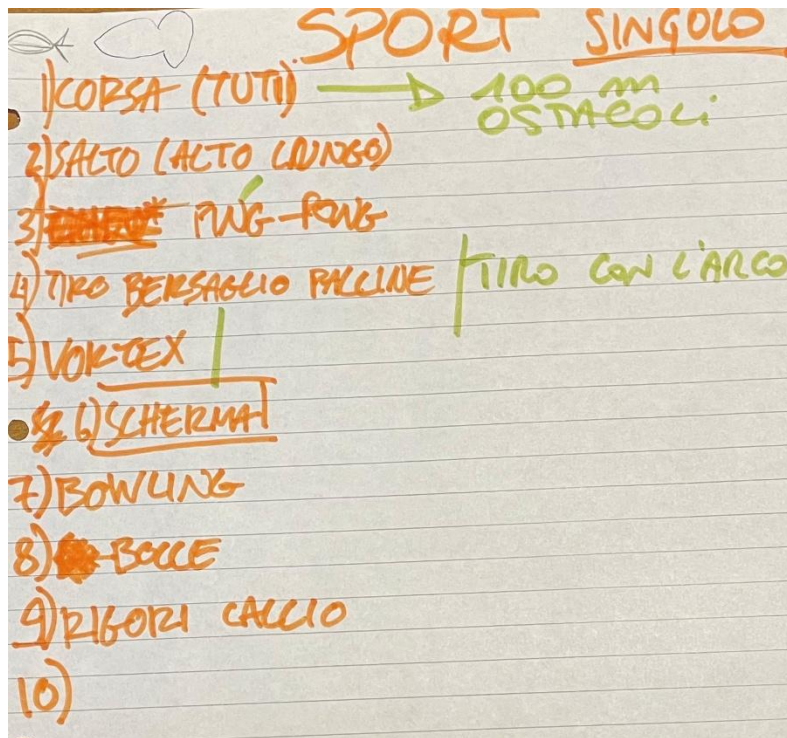 SPORT SINGOLO
1) CORSA (TUTI) → 100 m
OSTACOLI
2) SALTO (ALTO LUNGO)
3) PING-PONG
4) TIRO BERSAGLIO PALLINE | TIRO CON L'ARCO
5) VORTEX |
6) SCHERMA
7) BOWLING
8) BOCCE
9) RIGORI CALCIO
10)